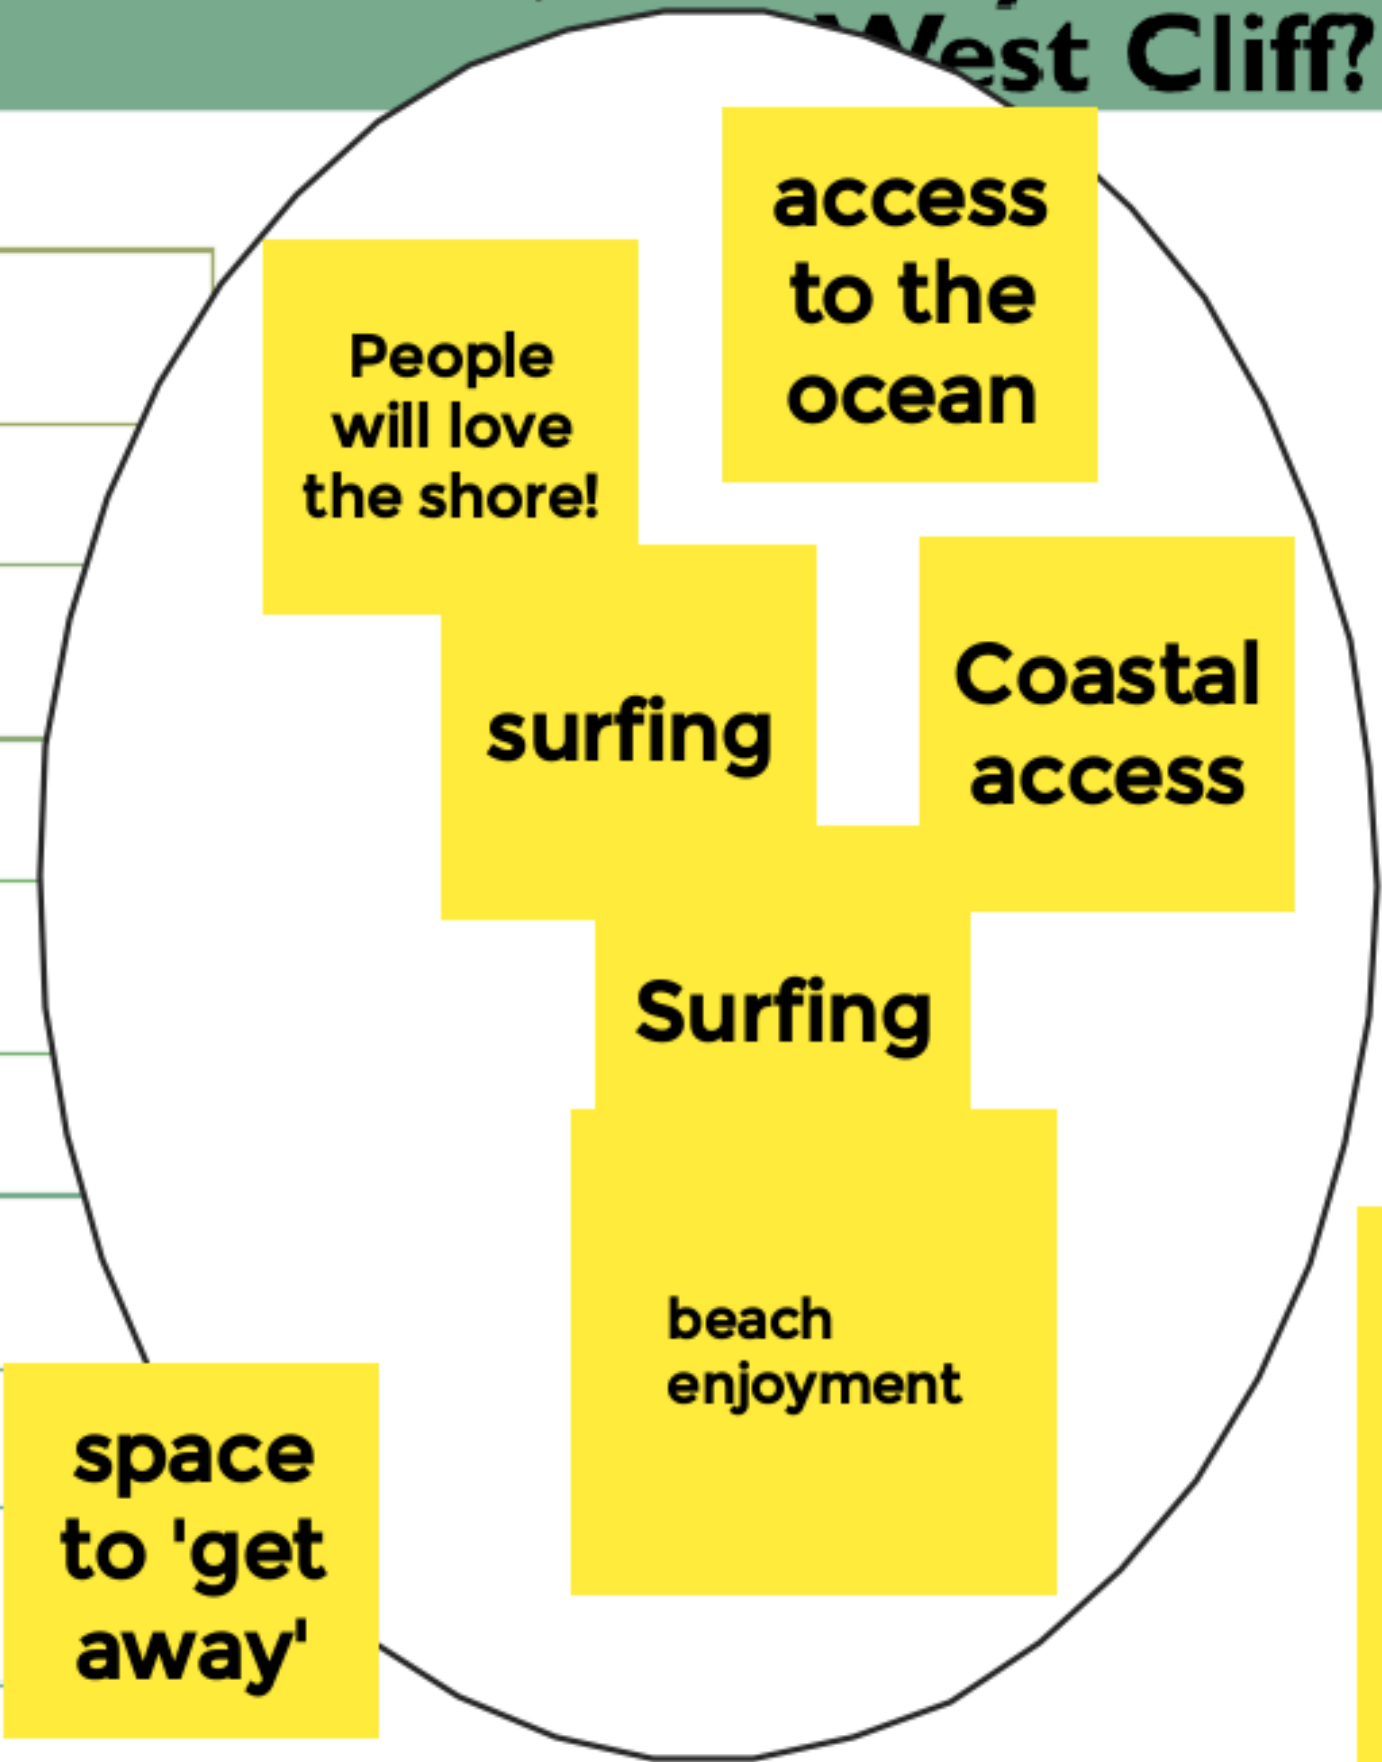 West Cliff?
access
to the
ocean
People
will love
the shore!
surfing
Coastal
access
Surfing
beach
enjoyment
space
to 'get
away'